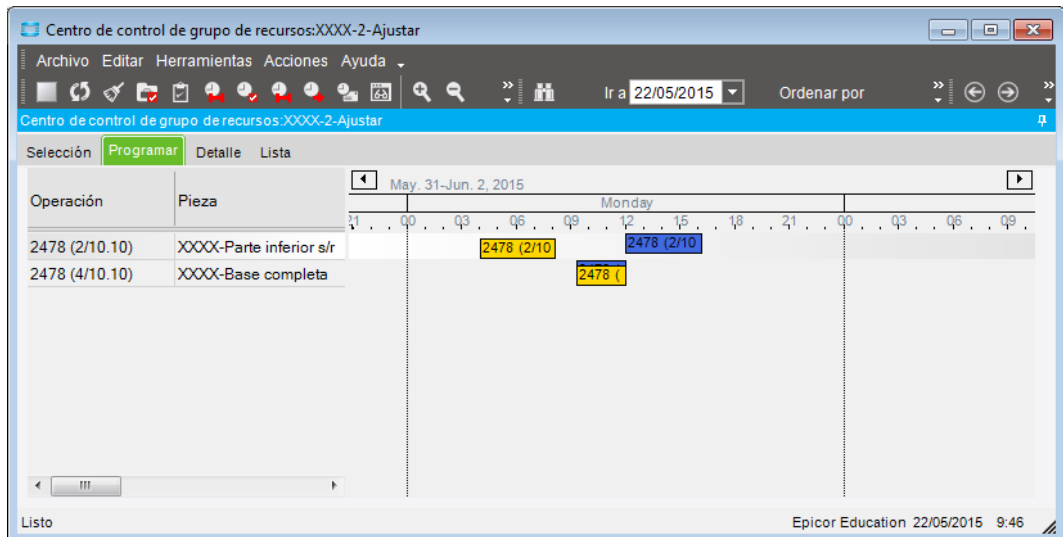 Centro de control de grupo de recursos:XXXX-2-Ajustar
Archivo Editar Herramientas Acciones Ayuda
Ir a 22/05/2015 Ordenar por
Centro de control de grupo de recursos:XXXX-2-Ajustar
Selección Programar Detalle Lista
May. 31-Jun. 2, 2015
Operación Pieza Monday
21 00 03 06 09 12 15 18 21 00 03 06 09
2478 (2/10.10) XXXX-Parte inferior s/r 2478 (2/10 2478 (2/10
2478 (4/10.10) XXXX-Base completa 2478 (
Listo Epicor Education 22/05/2015 9:46